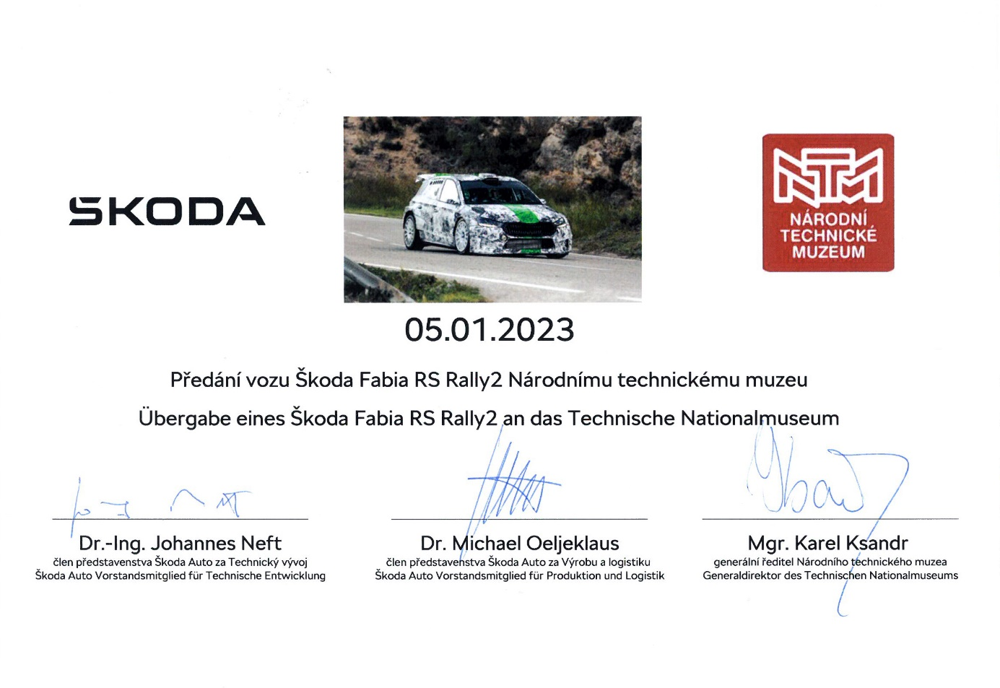 ŠKODA
NTM
NÁRODNÍ
TECHNICKÉ
MUZEUM
05.01.2023
Předání vozu Škoda Fabia RS Rally2 Národnímu technickému muzeu
Übergabe eines Škoda Fabia RS Rally2 an das Technische Nationalmuseum
Dr.-Ing. Johannes Neft
člen představenstva Škoda Auto za Technický vývoj
Škoda Auto Vorstandsmitglied für Technische Entwicklung
Dr. Michael Oeljeklaus
člen představenstva Škoda Auto za Výrobu a logistiku
Škoda Auto Vorstandsmitglied für Produktion und Logistik
Mgr. Karel Ksandr
generální ředitel Národního technického muzea
Generaldirektor des Technischen Nationalmuseums